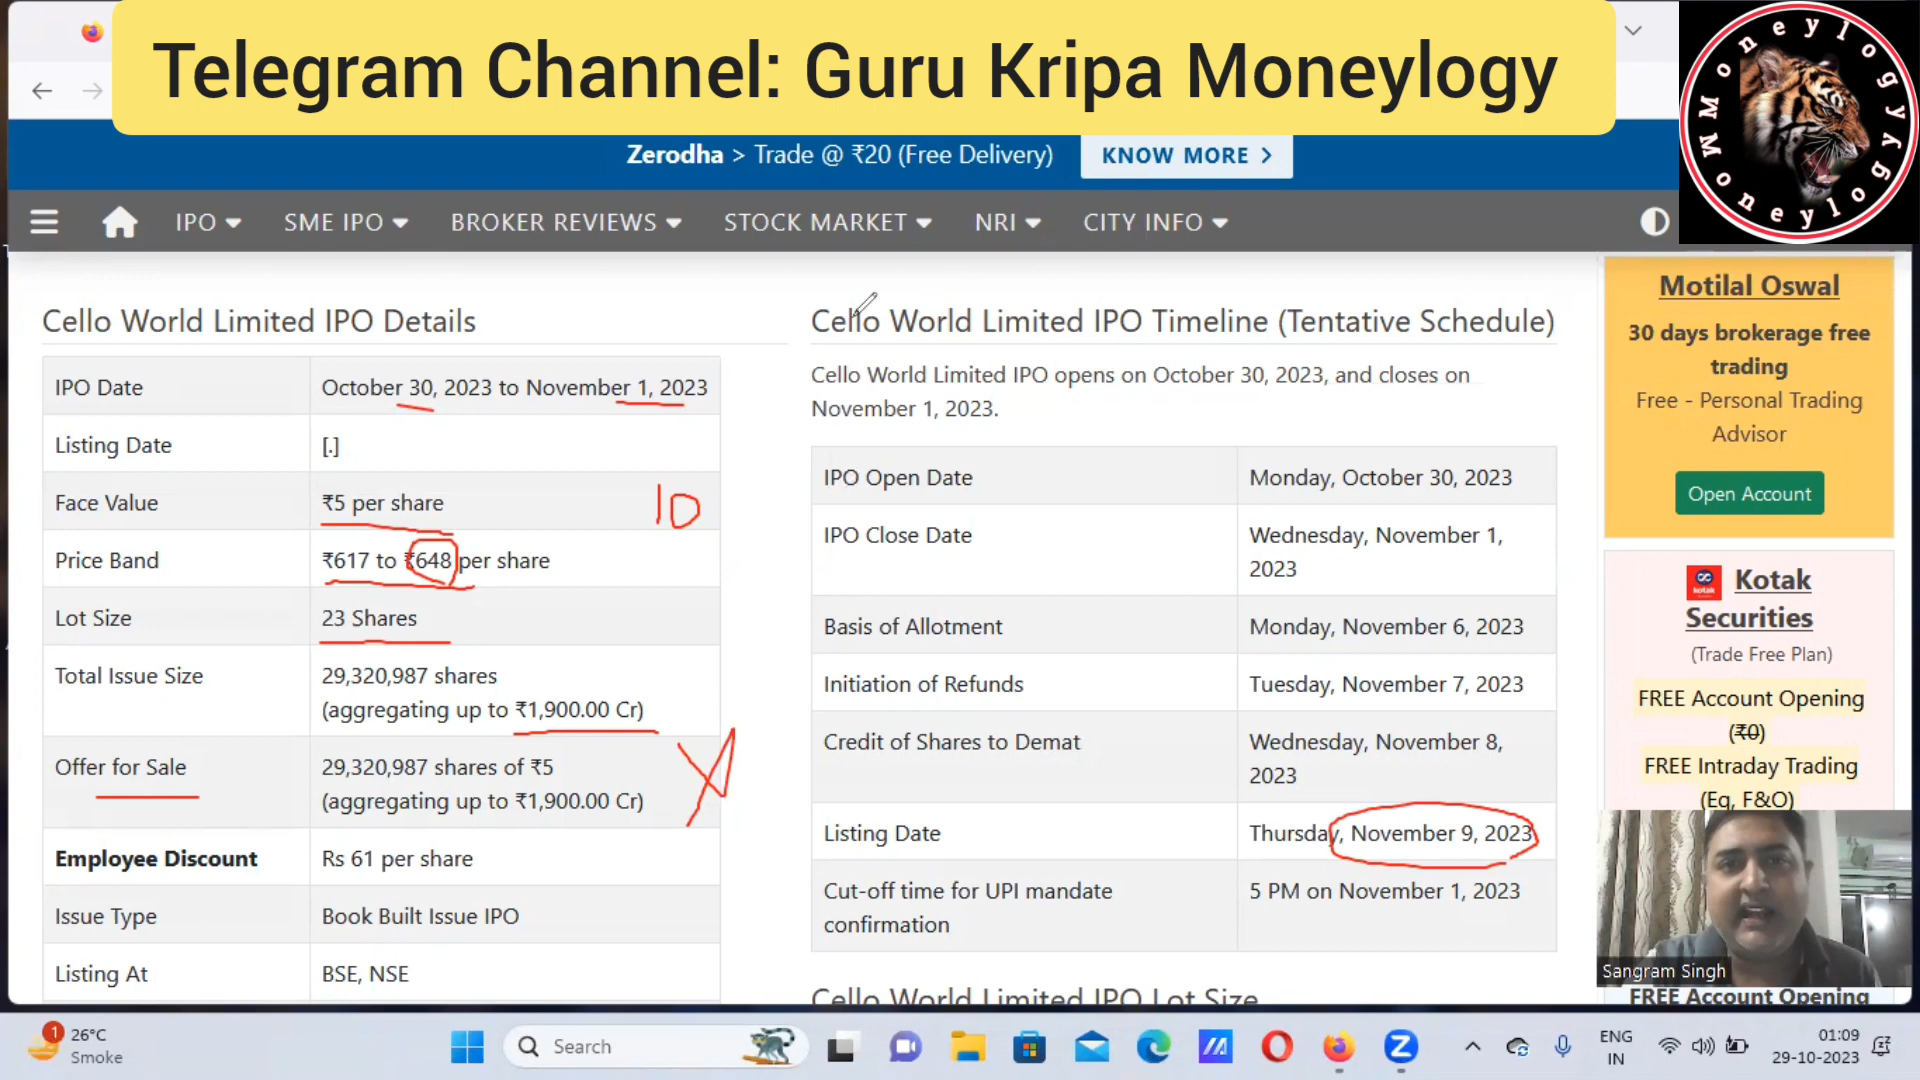 Telegram Channel: Guru Kripa Moneylogy
Moneylogyy Moneylogyy
Zerodha > Trade @ ₹20 (Free Delivery)
KNOW MORE >
IPO
SME IPO
BROKER REVIEWS
STOCK MARKET
NRI
CITY INFO
Cello World Limited IPO Details
IPO Date October 30, 2023 to November 1, 2023
Listing Date [.]
Face Value ₹5 per share 10
Price Band ₹617 to ₹648 per share
Lot Size 23 Shares
Total Issue Size 29,320,987 shares
(aggregating up to ₹1,900.00 Cr)
Offer for Sale 29,320,987 shares of ₹5
(aggregating up to ₹1,900.00 Cr)
Employee Discount Rs 61 per share
Issue Type Book Built Issue IPO
Listing At BSE, NSE
Cello World Limited IPO Timeline (Tentative Schedule)
Cello World Limited IPO opens on October 30, 2023, and closes on
November 1, 2023.
IPO Open Date Monday, October 30, 2023
IPO Close Date Wednesday, November 1,
2023
Basis of Allotment Monday, November 6, 2023
Initiation of Refunds Tuesday, November 7, 2023
Credit of Shares to Demat Wednesday, November 8,
2023
Listing Date Thursday, November 9, 2023
Cut-off time for UPI mandate 5 PM on November 1, 2023
confirmation
Cello World Limited IPO Lot Size
Motilal Oswal
30 days brokerage free
trading
Free - Personal Trading
Advisor
Open Account
kotak
Kotak
Securities
(Trade Free Plan)
FREE Account Opening
(₹0)
FREE Intraday Trading
(Eq, F&O)
Sangram Singh
FREE Account Opening
1
26°C
Smoke
Search
ENG
IN
01:09
29-10-2023